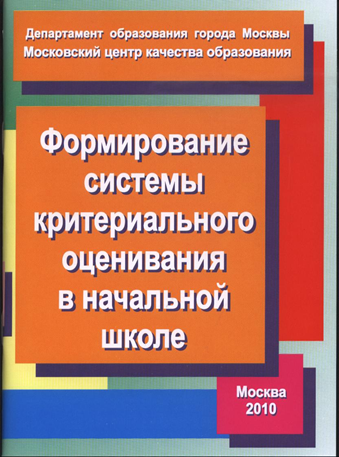 Департамент образования города Москвы
Московский центр качества образования
Формирование
системы
критериального
оценивания
в начальной
школе
Москва
2010